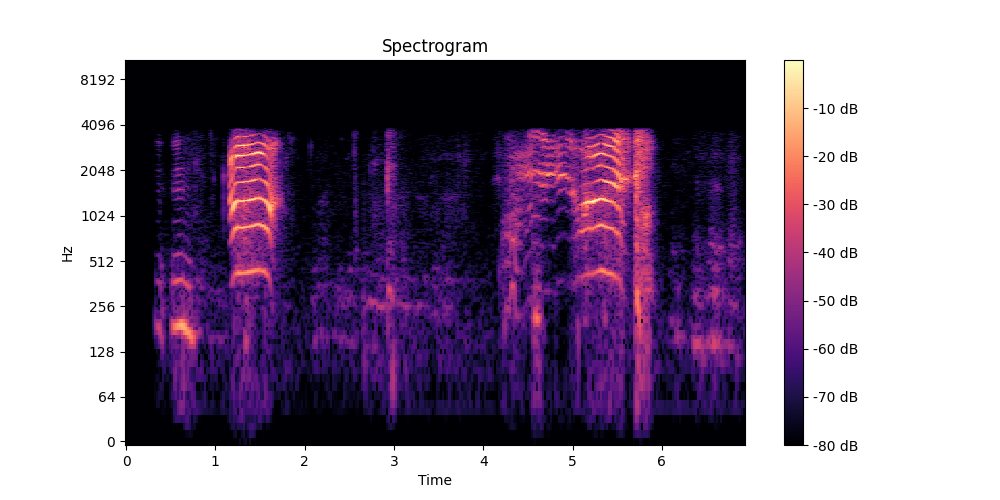 Spectrogram
8192
4096
2048
1024
512
256
128
64
0
Hz
0 1 2 3 4 5 6
Time
-10 dB
-20 dB
-30 dB
-40 dB
-50 dB
-60 dB
-70 dB
-80 dB